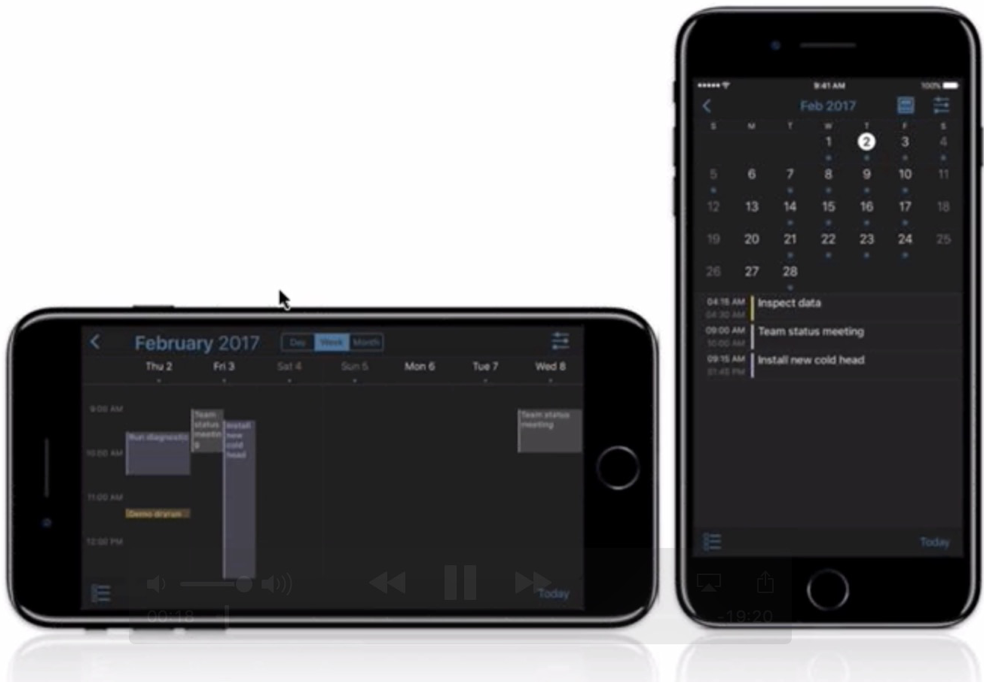 February 2017
Day Week Month
Thu 2 Fri 3 Sat 4 Sun 5 Mon 6 Tue 7 Wed 8
9:00 AM
Team status meeting
Install new cold head
Team status meeting
Run diagnostic
10:00 AM
11:00 AM
Demo dryrun
12:00 PM
Today
00:18
-19:20
9:41 AM
100%
Feb 2017
S M T W T F S
1 2 3 4
5 6 7 8 9 10 11
12 13 14 15 16 17 18
19 20 21 22 23 24 25
26 27 28
04:15 AM Inspect data
04:30 AM
09:00 AM Team status meeting
10:00 AM
09:15 AM Install new cold head
01:45 PM
Today